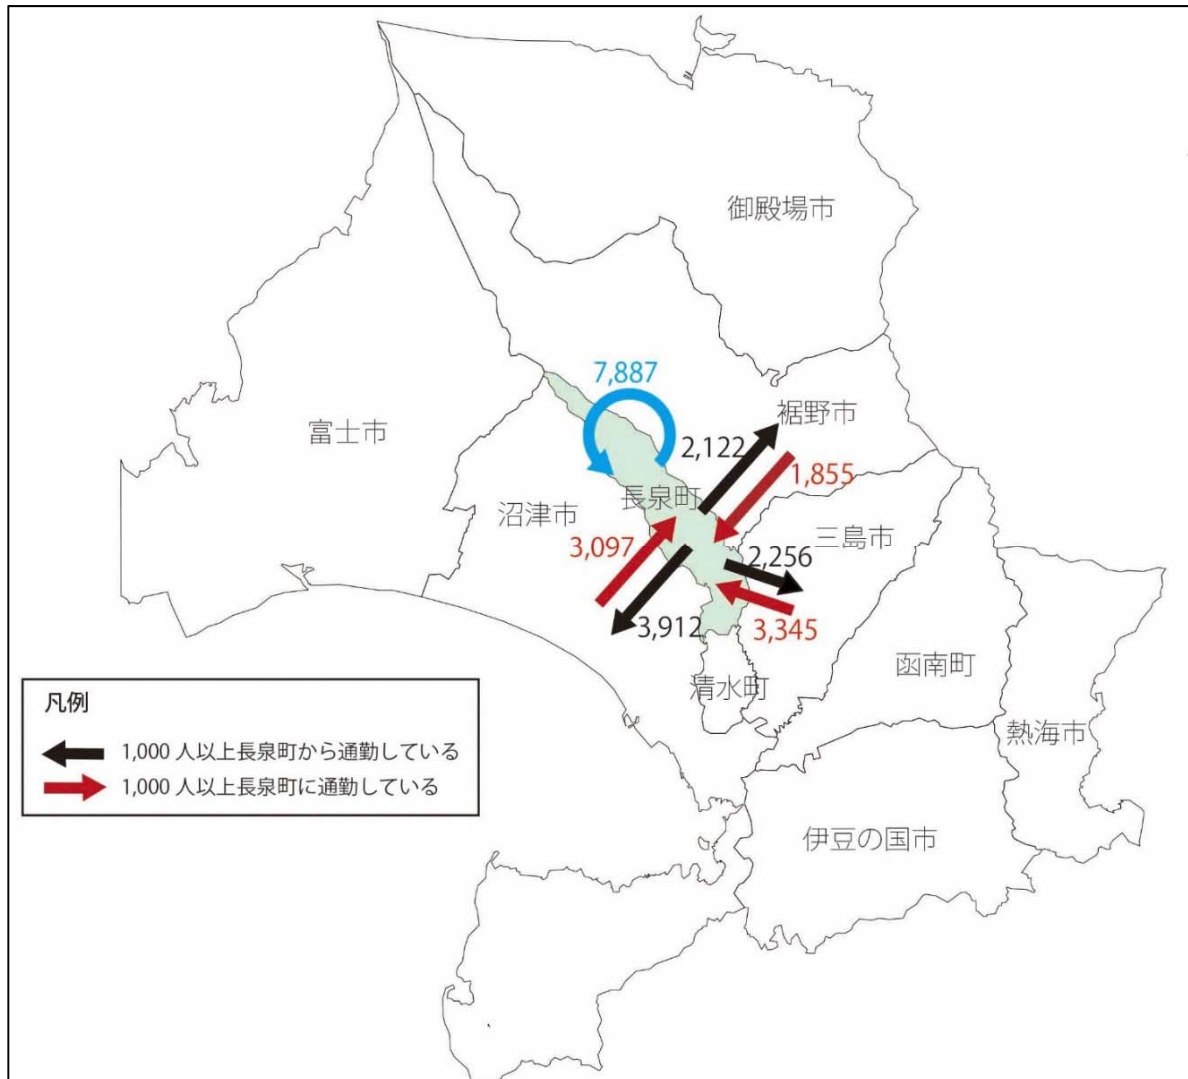 御殿場市
7,887
富士市
裾野市
2,122
1,855
長泉町
沼津市
三島市
3,097
2,256
3,912
3,345
函南町
清水町
熱海市
伊豆の国市
凡例
1,000 人以上長泉町から通勤している
1,000 人以上長泉町に通勤している